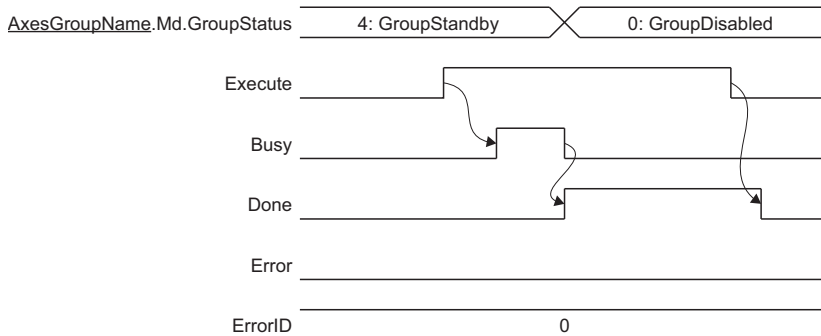 AxesGroupName.Md.GroupStatus 4: GroupStandby 0: GroupDisabled
Execute
Busy
Done
Error
ErrorID 0